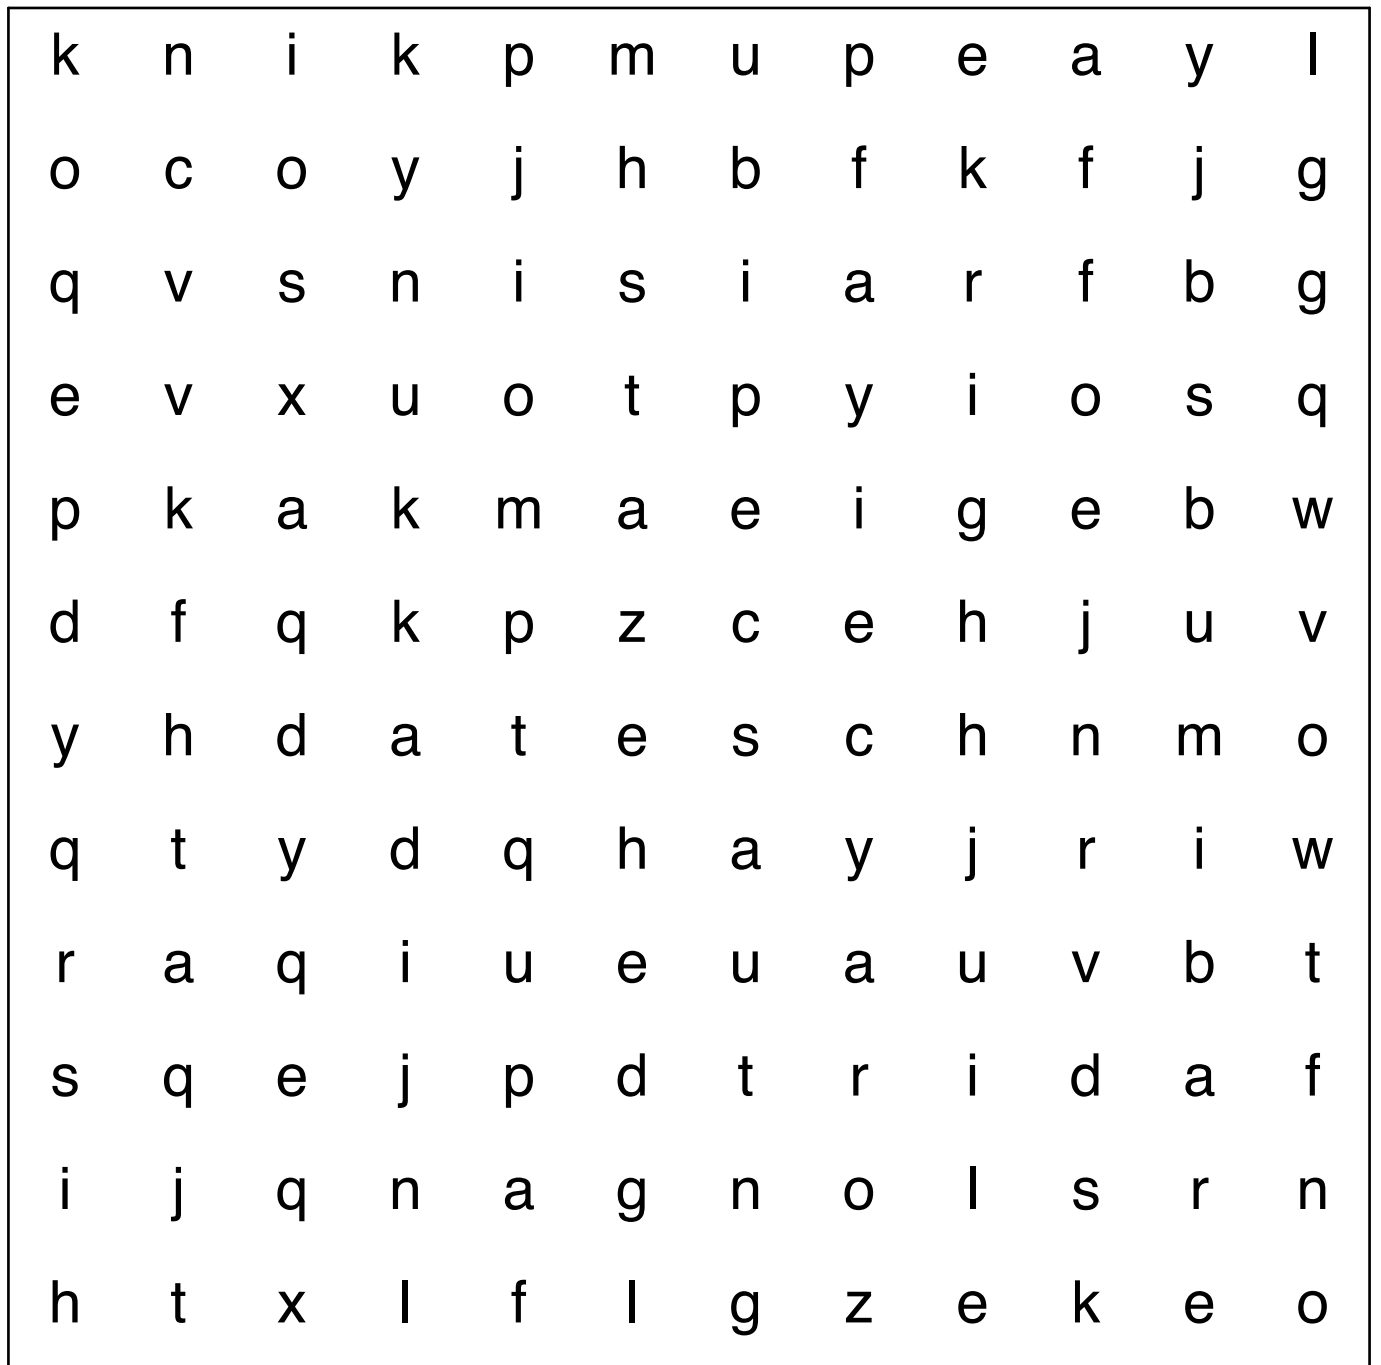 k n i k p m u p e a y l
o c o y j h b f k f j g
q v s n i s i a r f b g
e v x u o t p y i o s q
p k a k m a e i g e b w
d f q k p z c e h j u v
y h d a t e s c h n m o
q t y d q h a y j r i w
r a q i u e u a u v b t
s q e j p d t r i d a f
i j q n a g n o l s r n
h t x l f l g z e k e o